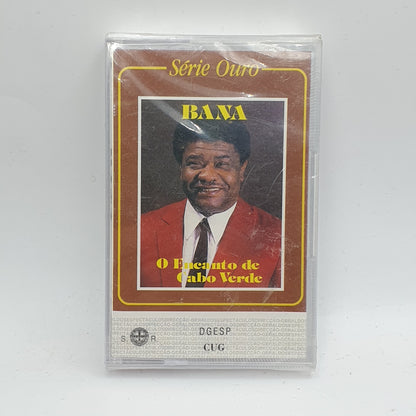 Série Ouro
BANA
O Encanto de
Cabo Verde
DGESP
S R
CUG